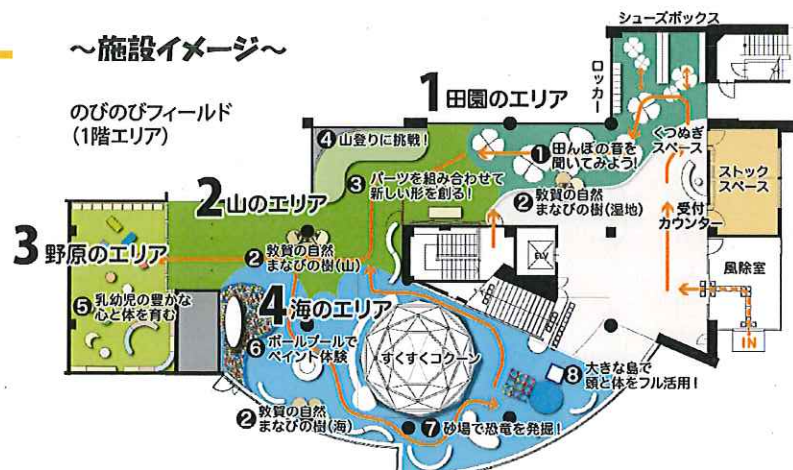 ～施設イメージ～
のびのびフィールド
(1階エリア)
シューズボックス
ロッカー
1 田園のエリア
❹山登りに挑戦！
❶田んぼの音を
聞いてみよう！
くつぬぎ
スペース
❸パーツを組み合わせて
新しい形を創る！
ストック
スペース
2 山のエリア
❷敦賀の自然
まなびの樹(湿地)
受付
カウンター
3 野原のエリア
❷敦賀の自然
まなびの樹(山)
ELV
風除室
❺乳幼児の豊かな
心と体を育む
4 海のエリア
❻ボールプールで
ペイント体験
すくすくコクーン
IN
❽大きな島で
頭と体をフル活用！
❷敦賀の自然
まなびの樹(海)
❼砂場で恐竜を発掘！